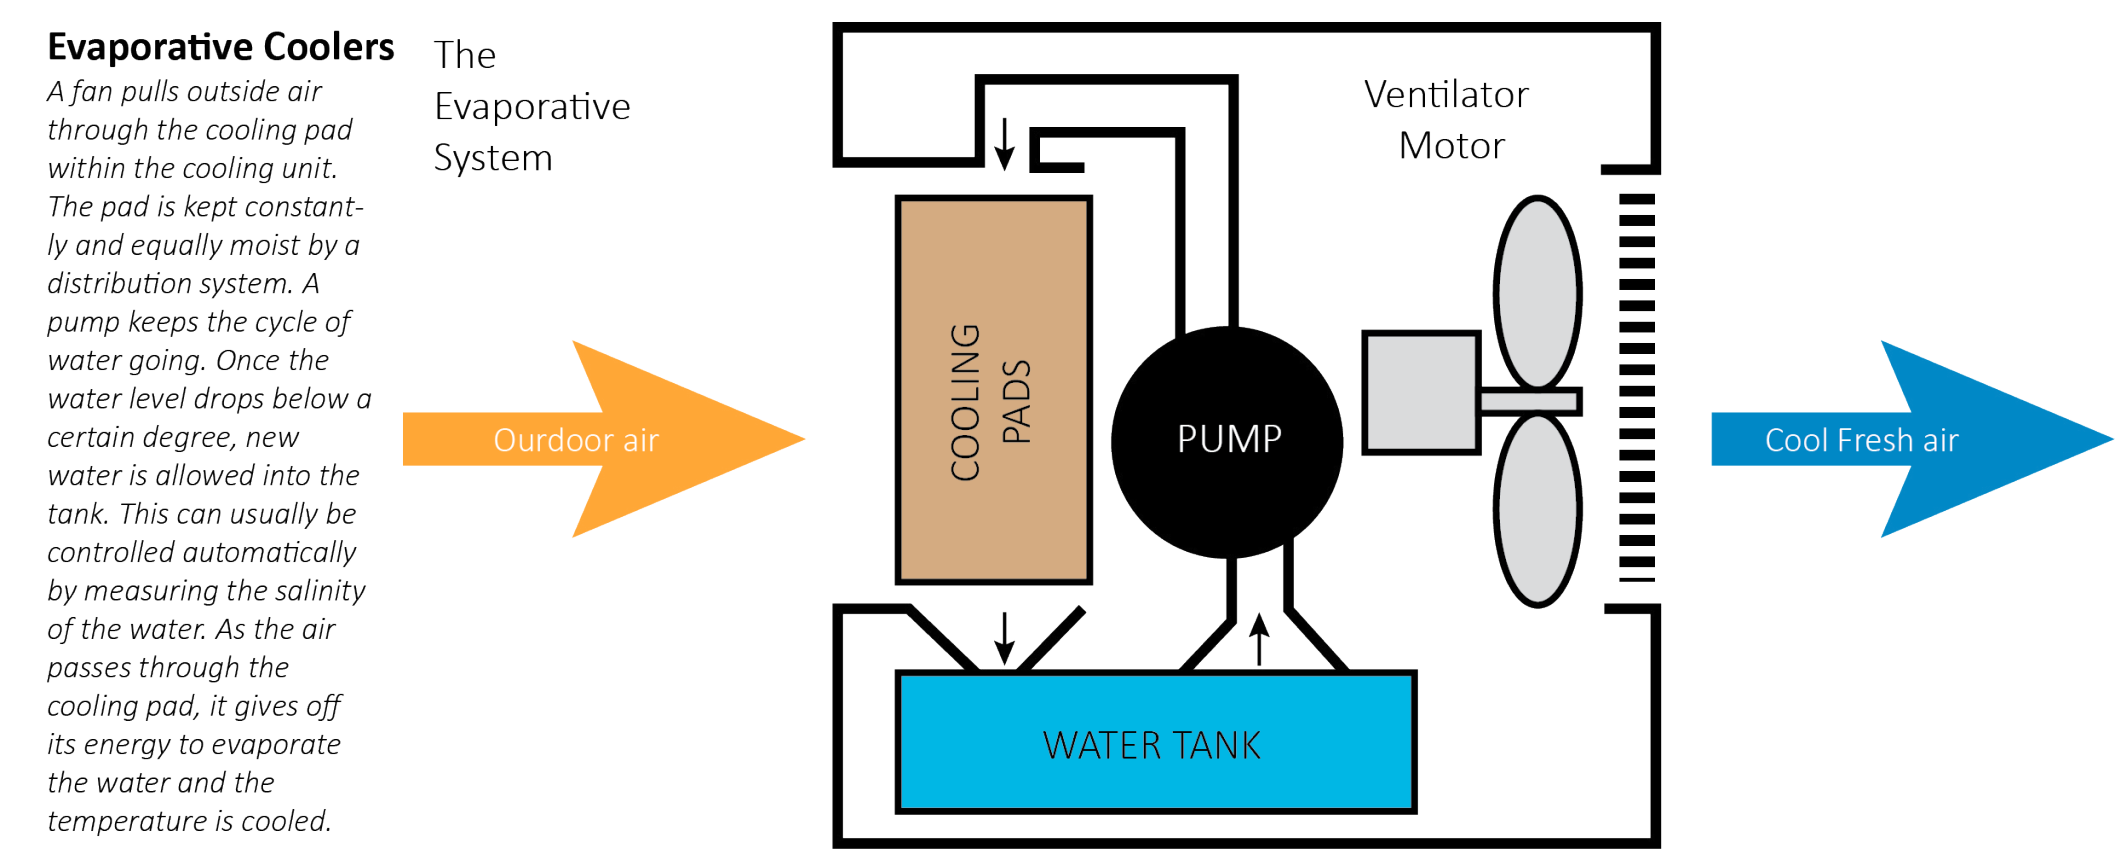 Evaporative Coolers
A fan pulls outside air
through the cooling pad
within the cooling unit.
The pad is kept constant-
ly and equally moist by a
distribution system. A
pump keeps the cycle of
water going. Once the
water level drops below a
certain degree, new
water is allowed into the
tank. This can usually be
controlled automatically
by measuring the salinity
of the water. As the air
passes through the
cooling pad, it gives off
its energy to evaporate
the water and the
temperature is cooled.
The
Evaporative
System
Ourdoor air
COOLING
PADS
PUMP
Ventilator
Motor
WATER TANK
Cool Fresh air